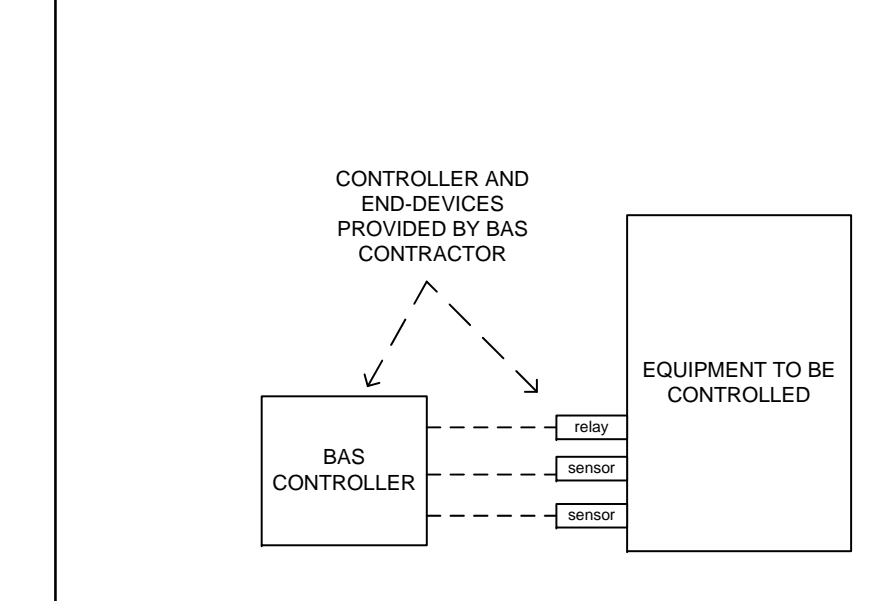 CONTROLLER AND
END-DEVICES
PROVIDED BY BAS
CONTRACTOR
EQUIPMENT TO BE
CONTROLLED
relay
BAS
CONTROLLER
sensor
sensor